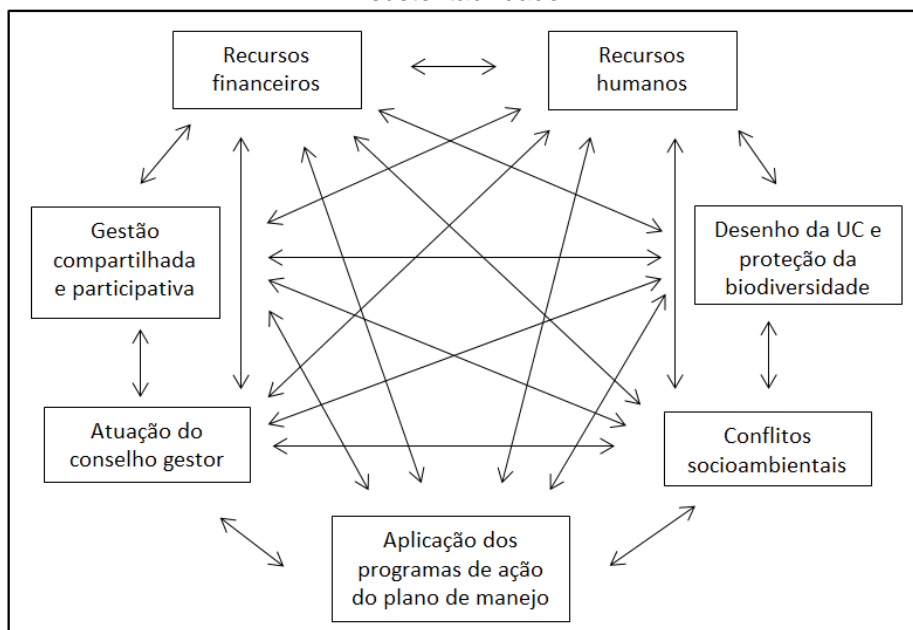 Recursos
financeiros
Recursos
humanos
Gestão
compartilhada
e participativa
Desenho da UC e
proteção da
biodiversidade
Atuação do
conselho gestor
Conflitos
socioambientais
Aplicação dos
programas de ação
do plano de manejo